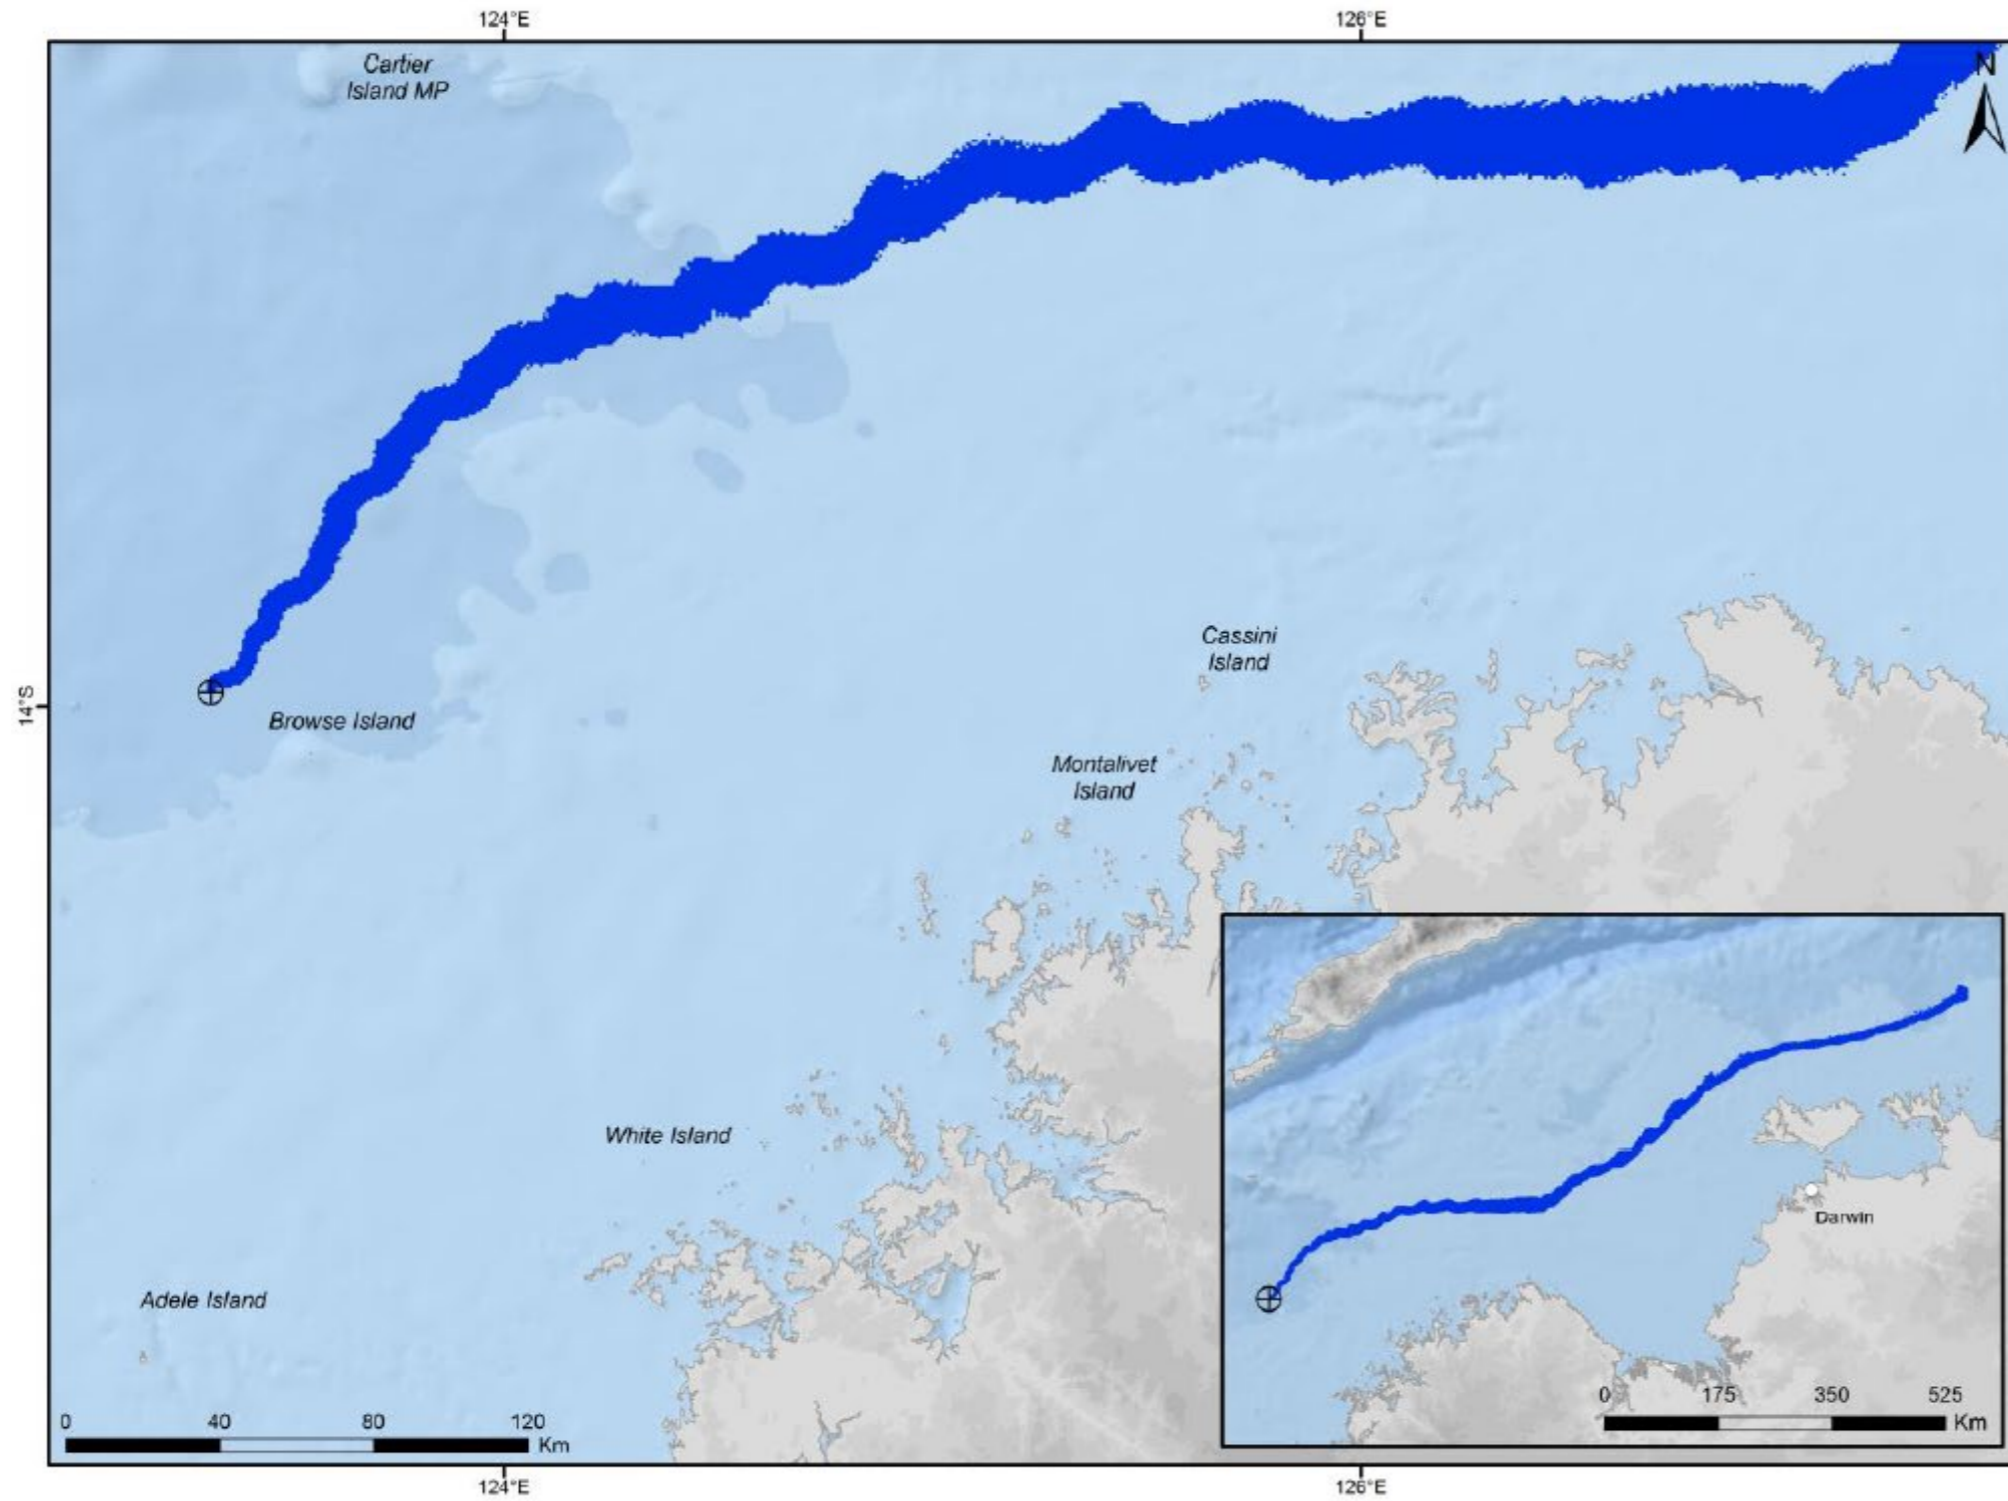 124°E
126°E
Cartier
Island MP
N
Cassini
Island
14°S
Browse Island
Montalivet
Island
White Island
Darwin
Adele Island
0 175 350 525
Km
0 40 80 120
Km
124°E
126°E